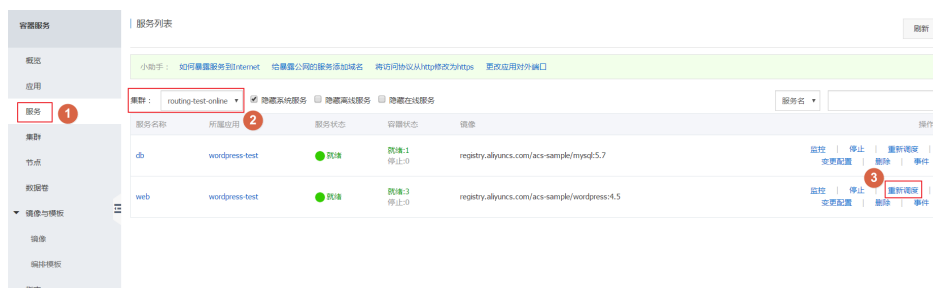 容器服务
服务列表
刷新
概览
小助手： 如何暴露服务到Internet 给暴露公网的服务添加域名 将访问协议从http修改为https 更改应用对外端口
应用
服务
1
集群： routing-test-online 隐藏系统服务 隐藏离线服务 隐藏在线服务
服务名
2
服务名称 所属应用 服务状态 容器状态 镜像 操作
集群
节点
db wordpress-test 就绪 就绪:1 停止:0 registry.aliyuncs.com/acs-sample/mysql:5.7 监控 | 停止 | 重新调度 |
变更配置 | 删除 | 事件
数据卷
3
web wordpress-test 就绪 就绪:3 停止:0 registry.aliyuncs.com/acs-sample/wordpress:4.5 监控 | 停止 | 重新调度 |
变更配置 | 删除 | 事件
镜像与模板
镜像
编排模板